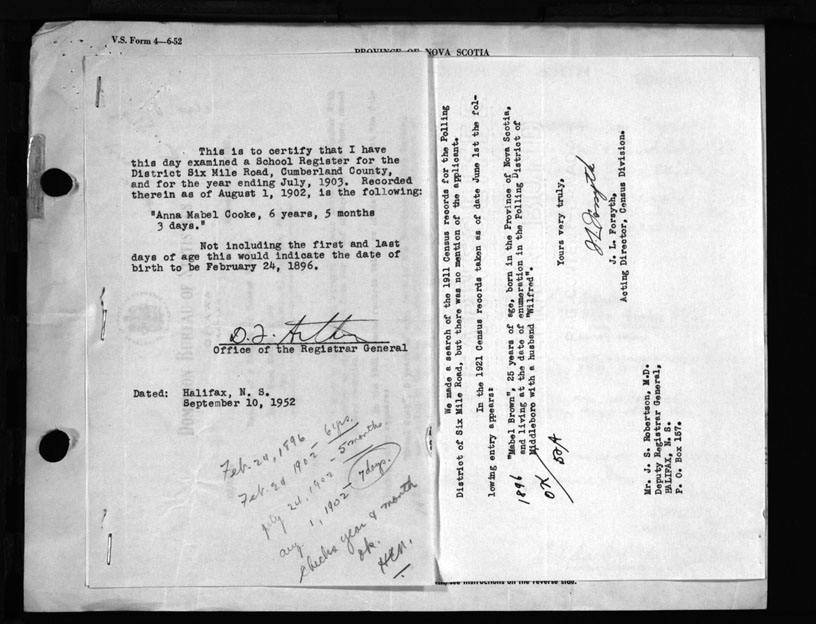 V.S. Form 4—6-52
PROVINCE OF NOVA SCOTIA
This is to certify that I have
this day examined a School Register for the
District Six Mile Road, Cumberland County,
and for the year ending July, 1903. Recorded
therein as of August 1, 1902, is the following:
"Anna Mabel Cooke, 6 years, 5 months
3 days."
Not including the first and last
days of age this would indicate the date of
birth to be February 24, 1896.
Office of the Registrar General
Dated: Halifax, N. S.
September 10, 1952
Feb. 24, 1896
Feb. 24 1902 - 6 yrs.
July 24, 1902 - 5 months
Aug 1, 1902 - 7 days.
Checks year & month
ok.
We made a search of the 1911 Census records for the Polling
District of Six Mile Road, but there was no mention of the applicant.
In the 1921 Census records taken as of date June 1st the fol-
lowing entry appears:
"Mabel Brown", 25 years of age, born in the Province of Nova Scotia,
and living at the date of enumeration in the Polling District of
Middleboro with a husband "Wilfred".
1896
OK
Yours very truly,
J. L. Forsyth,
Acting Director, Census Division.
Mr. J. S. Robertson, M.D.
Deputy Registrar General,
HALIFAX, N. S.
P. O. Box 157.
see instructions on the reverse side.